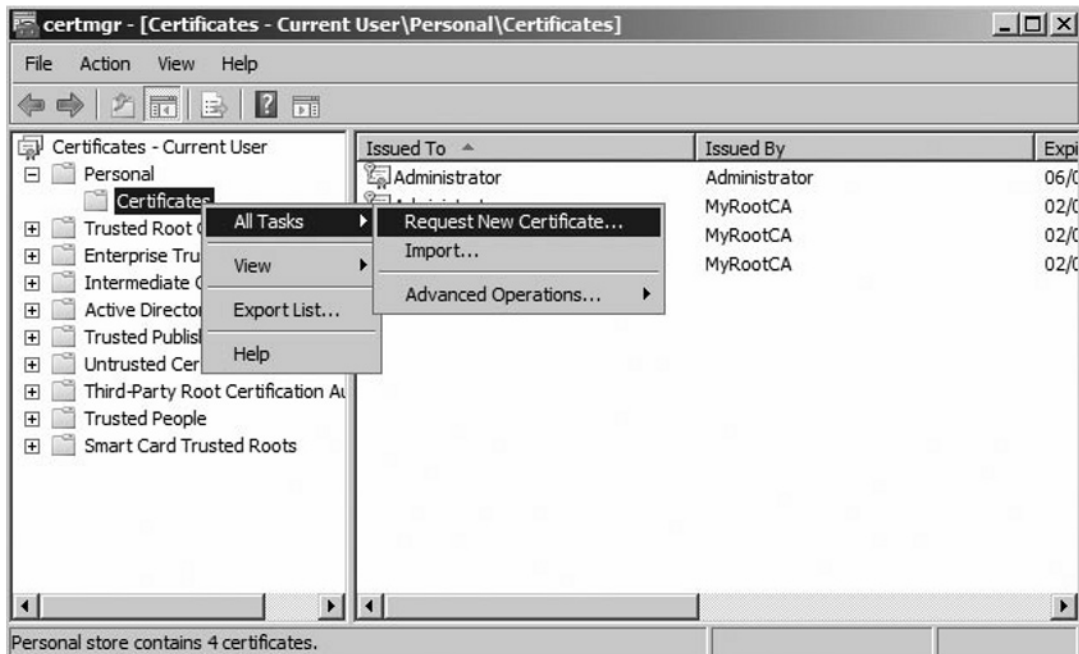 certmgr - [Certificates - Current User\Personal\Certificates]
File Action View Help
Certificates - Current User
Personal
Certificates
Trusted Root
Enterprise Tru
Intermediate
Active Director
Trusted Publis
Untrusted Cer
Third-Party Root Certification Au
Trusted People
Smart Card Trusted Roots
All Tasks
View
Export List...
Help
Request New Certificate...
Import...
Advanced Operations...
Issued To Issued By Expi
Administrator Administrator 06/0
MyRootCA 02/0
MyRootCA 02/0
MyRootCA 02/0
Personal store contains 4 certificates.